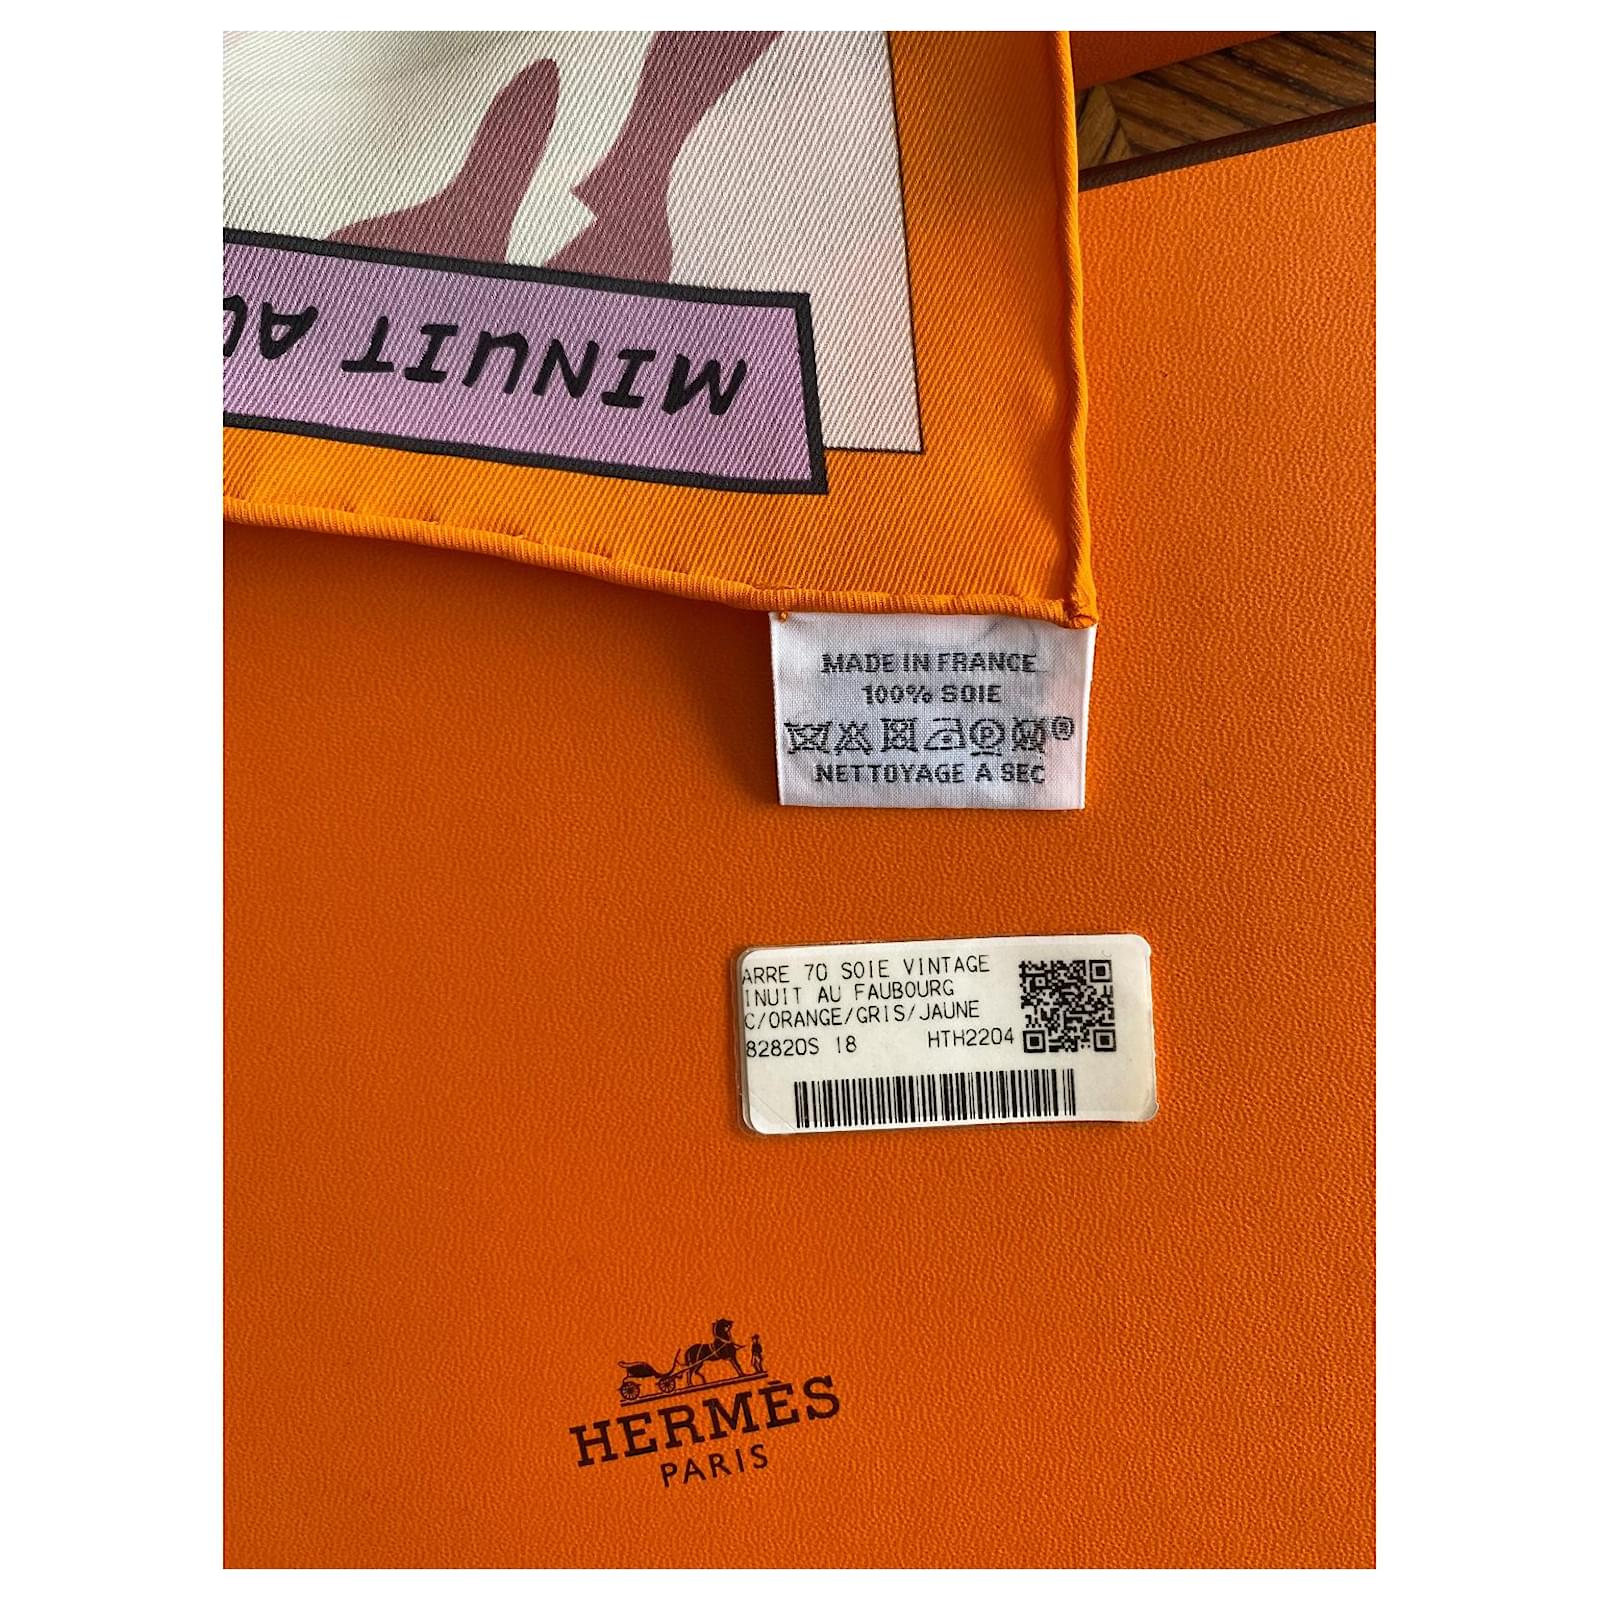 MINUIT AU
MADE IN FRANCE
100% SOIE
NETTOYAGE A SEC
ARRE 70 SOIE VINTAGE
INUIT AU FAUBOURG
C/ORANGE/GRIS/JAUNE
82820S 18 HTH2204
HERMÈS
PARIS